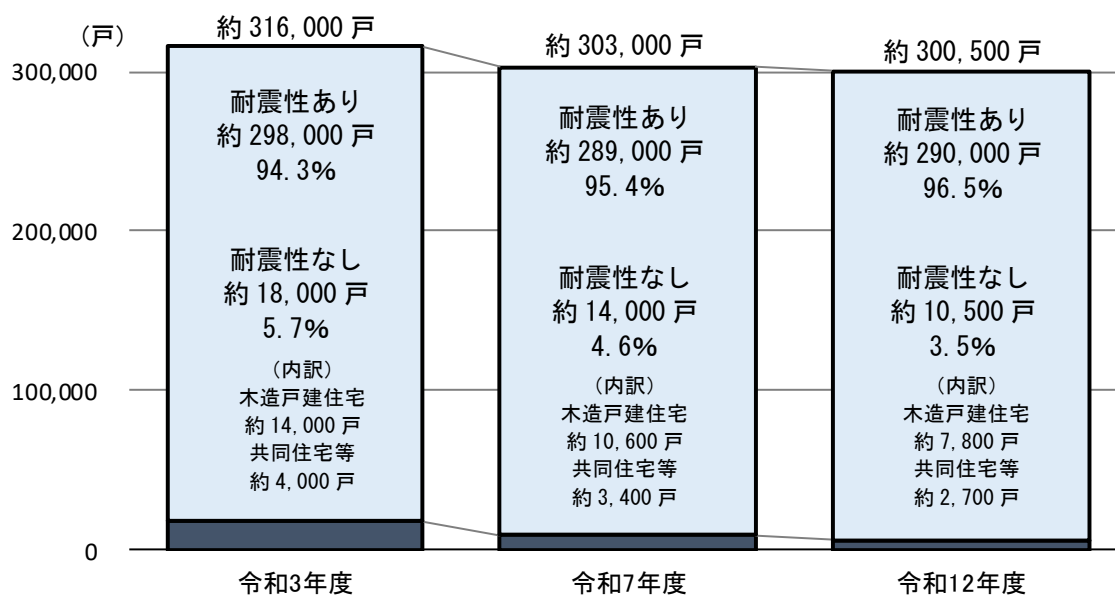 （戸）
300,000
200,000
100,000
0
約 316,000 戸
耐震性あり
約 298,000 戸
94.3%
耐震性なし
約 18,000 戸
5.7%
（内訳）
木造戸建住宅
約 14,000 戸
共同住宅等
約 4,000 戸
令和3年度
約 303,000 戸
耐震性あり
約 289,000 戸
95.4%
耐震性なし
約 14,000 戸
4.6%
（内訳）
木造戸建住宅
約 10,600 戸
共同住宅等
約 3,400 戸
令和7年度
約 300,500 戸
耐震性あり
約 290,000 戸
96.5%
耐震性なし
約 10,500 戸
3.5%
（内訳）
木造戸建住宅
約 7,800 戸
共同住宅等
約 2,700 戸
令和12年度